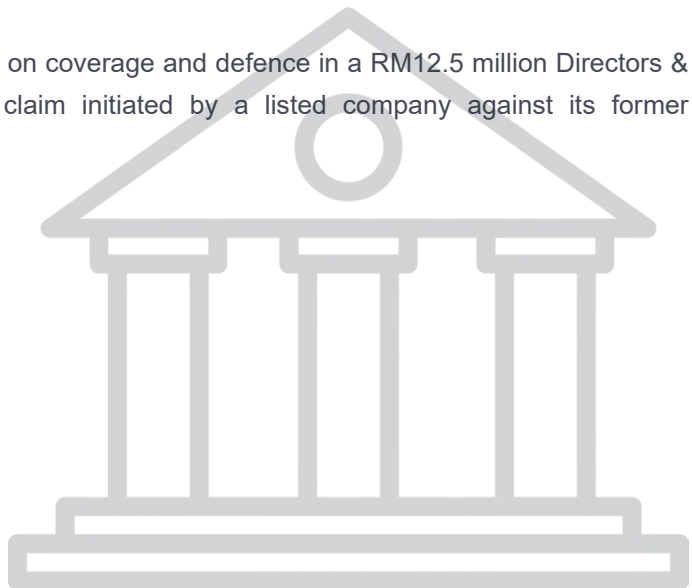 on coverage and defence in a RM12.5 million Directors &
claim initiated by a listed company against its former